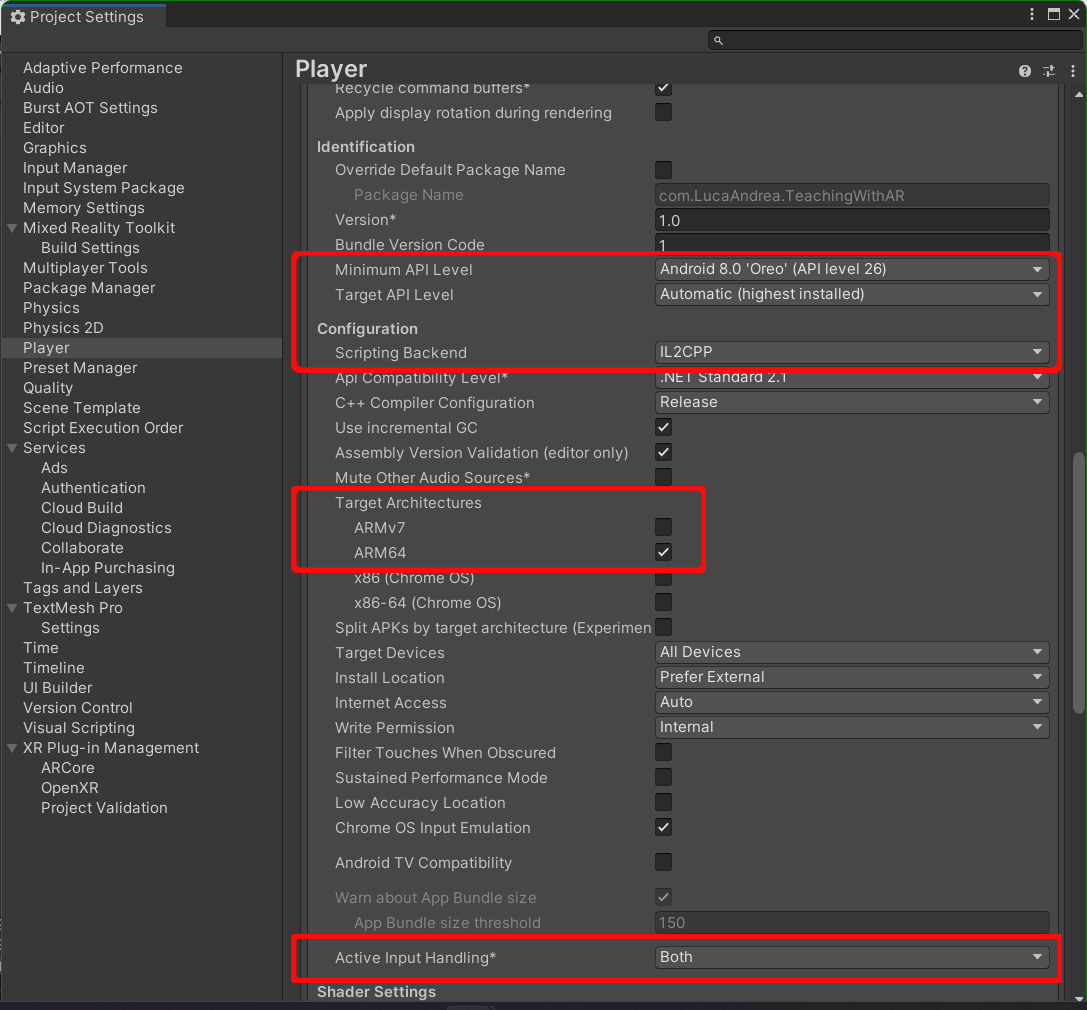 Project Settings
Adaptive Performance
Audio
Burst AOT Settings
Editor
Graphics
Input Manager
Input System Package
Memory Settings
Mixed Reality Toolkit
Build Settings
Multiplayer Tools
Package Manager
Physics
Physics 2D
Player
Preset Manager
Quality
Scene Template
Script Execution Order
Services
Ads
Authentication
Cloud Build
Cloud Diagnostics
Collaborate
In-App Purchasing
Tags and Layers
TextMesh Pro
Settings
Time
Timeline
UI Builder
Version Control
Visual Scripting
XR Plug-in Management
ARCore
OpenXR
Project Validation
Player
Recycle command buffers*
Apply display rotation during rendering
Identification
Override Default Package Name
Package Name com.LucaAndrea.TeachingWithAR
Version* 1.0
Bundle Version Code 1
Minimum API Level Android 8.0 'Oreo' (API level 26)
Target API Level Automatic (highest installed)
Configuration
Scripting Backend IL2CPP
Api Compatibility Level* .NET Standard 2.1
C++ Compiler Configuration Release
Use incremental GC
Assembly Version Validation (editor only)
Mute Other Audio Sources*
Target Architectures
ARMv7
ARM64
x86 (Chrome OS)
x86-64 (Chrome OS)
Split APKs by target architecture (Experimen
Target Devices All Devices
Install Location Prefer External
Internet Access Auto
Write Permission Internal
Filter Touches When Obscured
Sustained Performance Mode
Low Accuracy Location
Chrome OS Input Emulation
Android TV Compatibility
Warn about App Bundle size
App Bundle size threshold 150
Active Input Handling* Both
Shader Settings